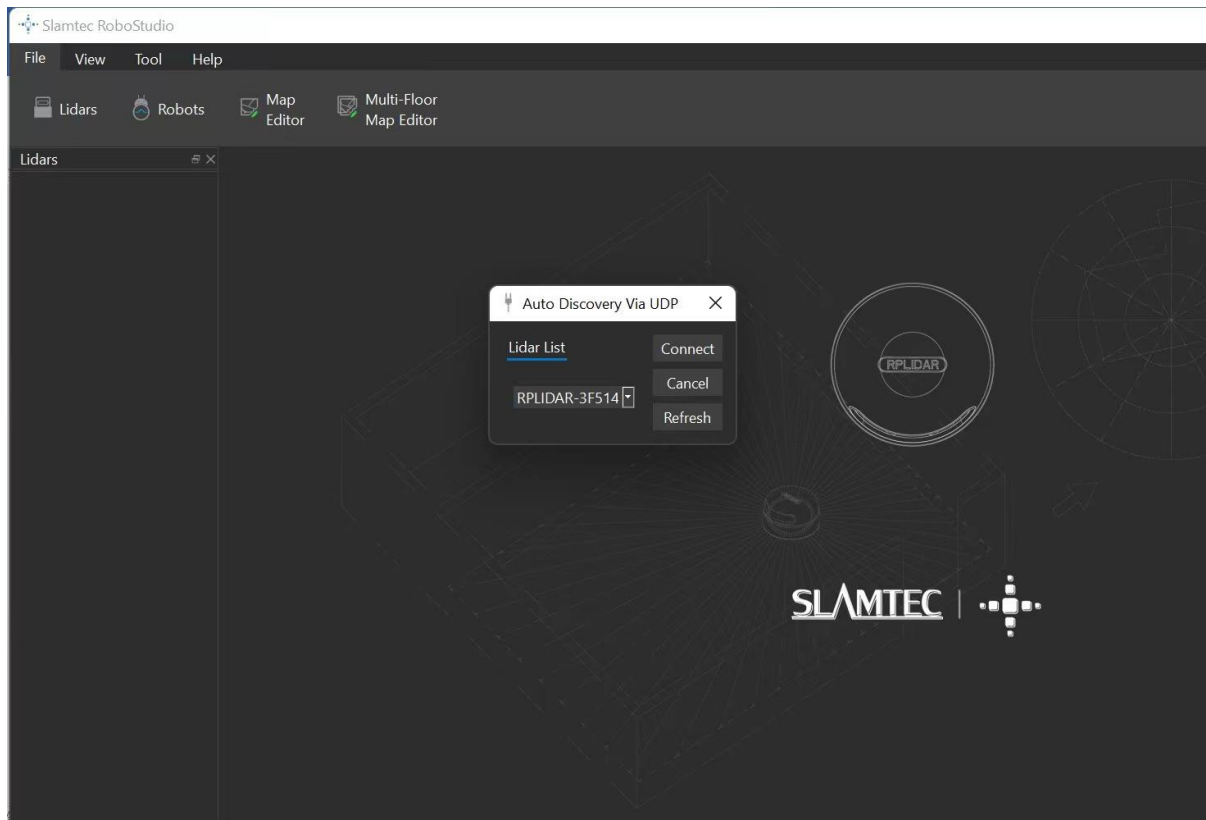 Slamtec RoboStudio
File View Tool Help
Lidars Robots Map Editor Multi-Floor Map Editor
Lidars
Auto Discovery Via UDP
Lidar List
Connect
RPLIDAR-3F514
Cancel
Refresh
RPLIDAR
SLAMTEC